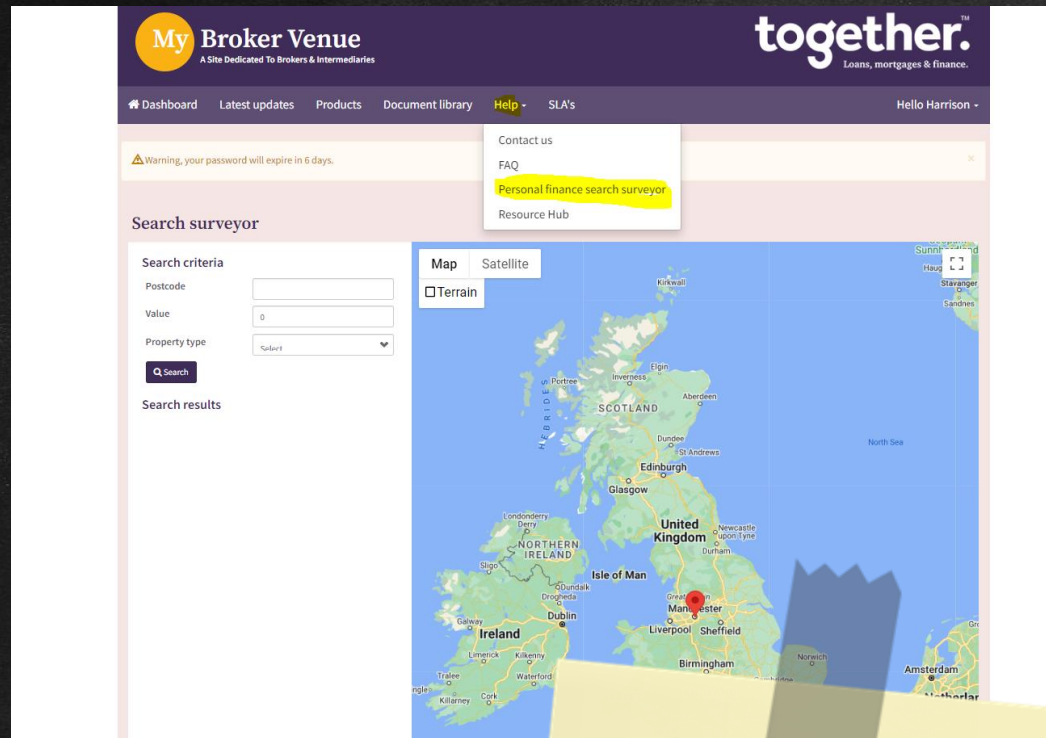 My Broker Venue
A Site Dedicated To Brokers & Intermediaries
together.™
Loans, mortgages & finance.
Dashboard Latest updates Products Document library Help SLA's Hello Harrison
Contact us
FAQ
Personal finance search surveyor
Resource Hub
Warning, your password will expire in 6 days. ×
Search surveyor
Search criteria
Postcode
Value 0
Property type Select
Search
Search results
Map Satellite
Terrain
Kirkwall
Haug
Stavanger
Sandnes
Elgin
Portree Inverness
HEBRIDES
Aberdeen
SCOTLAND
Dundee
St Andrews
North Sea
Edinburgh
Glasgow
Londonderry
Derry
United
Kingdom
Newcastle
upon Tyne
NORTHERN
IRELAND
Durham
Sligo
Isle of Man
Dundalk
Drogheda
Galway
Dublin
Ireland
Liverpool Sheffield
Limerick Kilkenny
Birmingham
Norwich
Tralee
Waterford
Amsterdam
Killarney
Cork